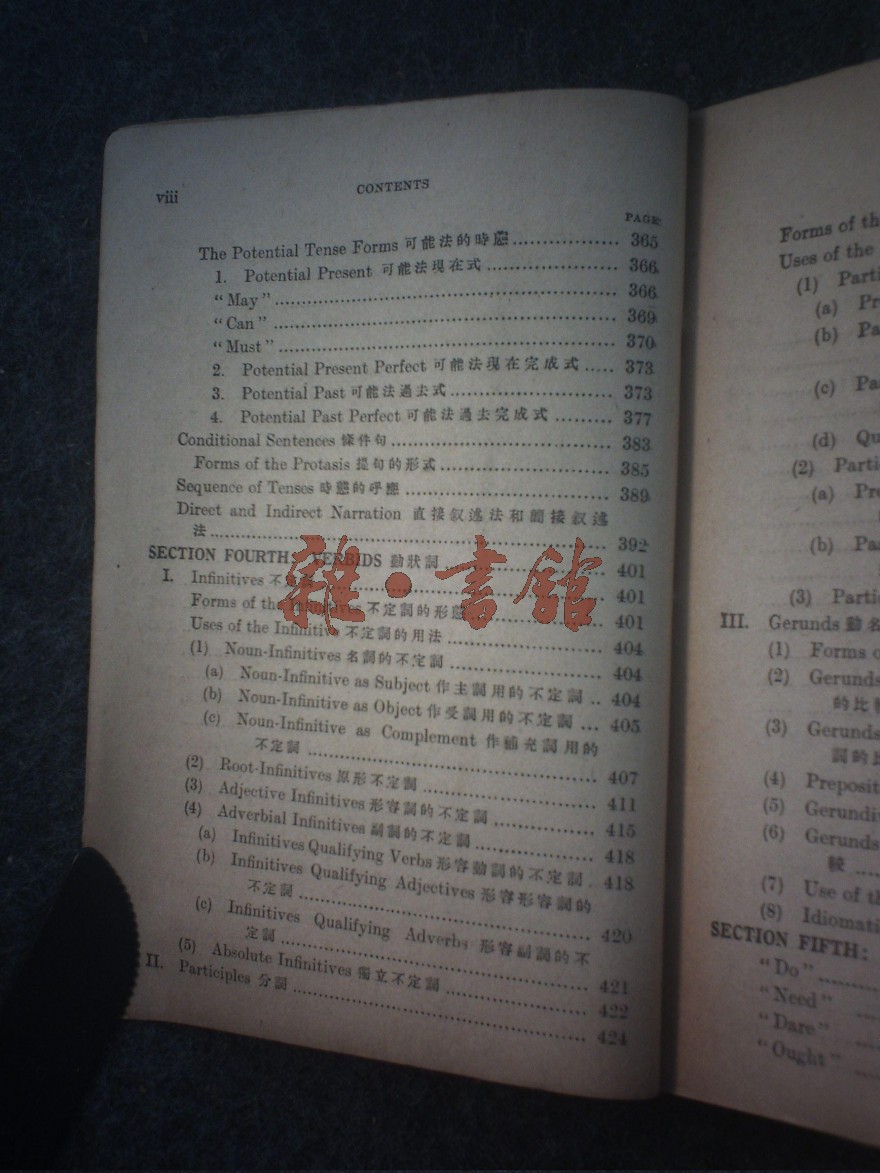 viii
CONTENTS
PAGE
The Potential Tense Forms 可能法的時態 ................. 365
1. Potential Present 可能法現在式 ................. 366
“May” ................. 366
“Can” ................. 369
“Must” ................. 370
2. Potential Present Perfect 可能法現在完成式 ..... 373
3. Potential Past 可能法過去式 ................. 373
4. Potential Past Perfect 可能法過去完成式 ......... 377
Conditional Sentences 條件句 ................. 383
Forms of the Protasis 提句的形式 ................. 385
Sequence of Tenses 時態的呼應 ................. 389
Direct and Indirect Narration 直接叙述法和間接叙述
法 ................. 392
SECTION FOURTH: VERBIDS 動狀詞 ................. 401
I. Infinitives 不 ................. 401
Forms of the Infinitives 不定詞的形態 ................. 401
Uses of the Infinitive 不定詞的用法 ................. 404
(1) Noun-Infinitives 名詞的不定詞 ................. 404
(a) Noun-Infinitive as Subject 作主詞用的不定詞 .. 404
(b) Noun-Infinitive as Object 作受詞用的不定詞 ... 405
(c) Noun-Infinitive as Complement 作補充詞用的
不定詞 ................. 407
(2) Root-Infinitives 原形不定詞 ................. 411
(3) Adjective Infinitives 形容詞的不定詞 ................. 415
(4) Adverbial Infinitives 副詞的不定詞 ................. 418
(a) Infinitives Qualifying Verbs 形容動詞的不定詞 . 418
(b) Infinitives Qualifying Adjectives 形容形容詞的
不定詞 ................. 420
(c) Infinitives Qualifying Adverbs 形容副詞的不
定詞 ................. 421
(5) Absolute Infinitives 獨立不定詞 ................. 422
II. Participles 分詞 ................. 424
雜·書館
Forms of th
Uses of the
(1) Parti
(a) Pr
(b) Pa
(c) Pa
(d) Qu
(2) Parti
(a) Pr
(b) Pa
(3) Partic
III. Gerunds 動名
(1) Forms o
(2) Gerunds
的比
(3) Gerunds
詞的比
(4) Preposit
(5) Gerundi
(6) Gerunds
較 .....
(7) Use of th
(8) Idiomati
SECTION FIFTH:
“Do” .....
“Need” .....
“Dare” .....
“Ought” .....